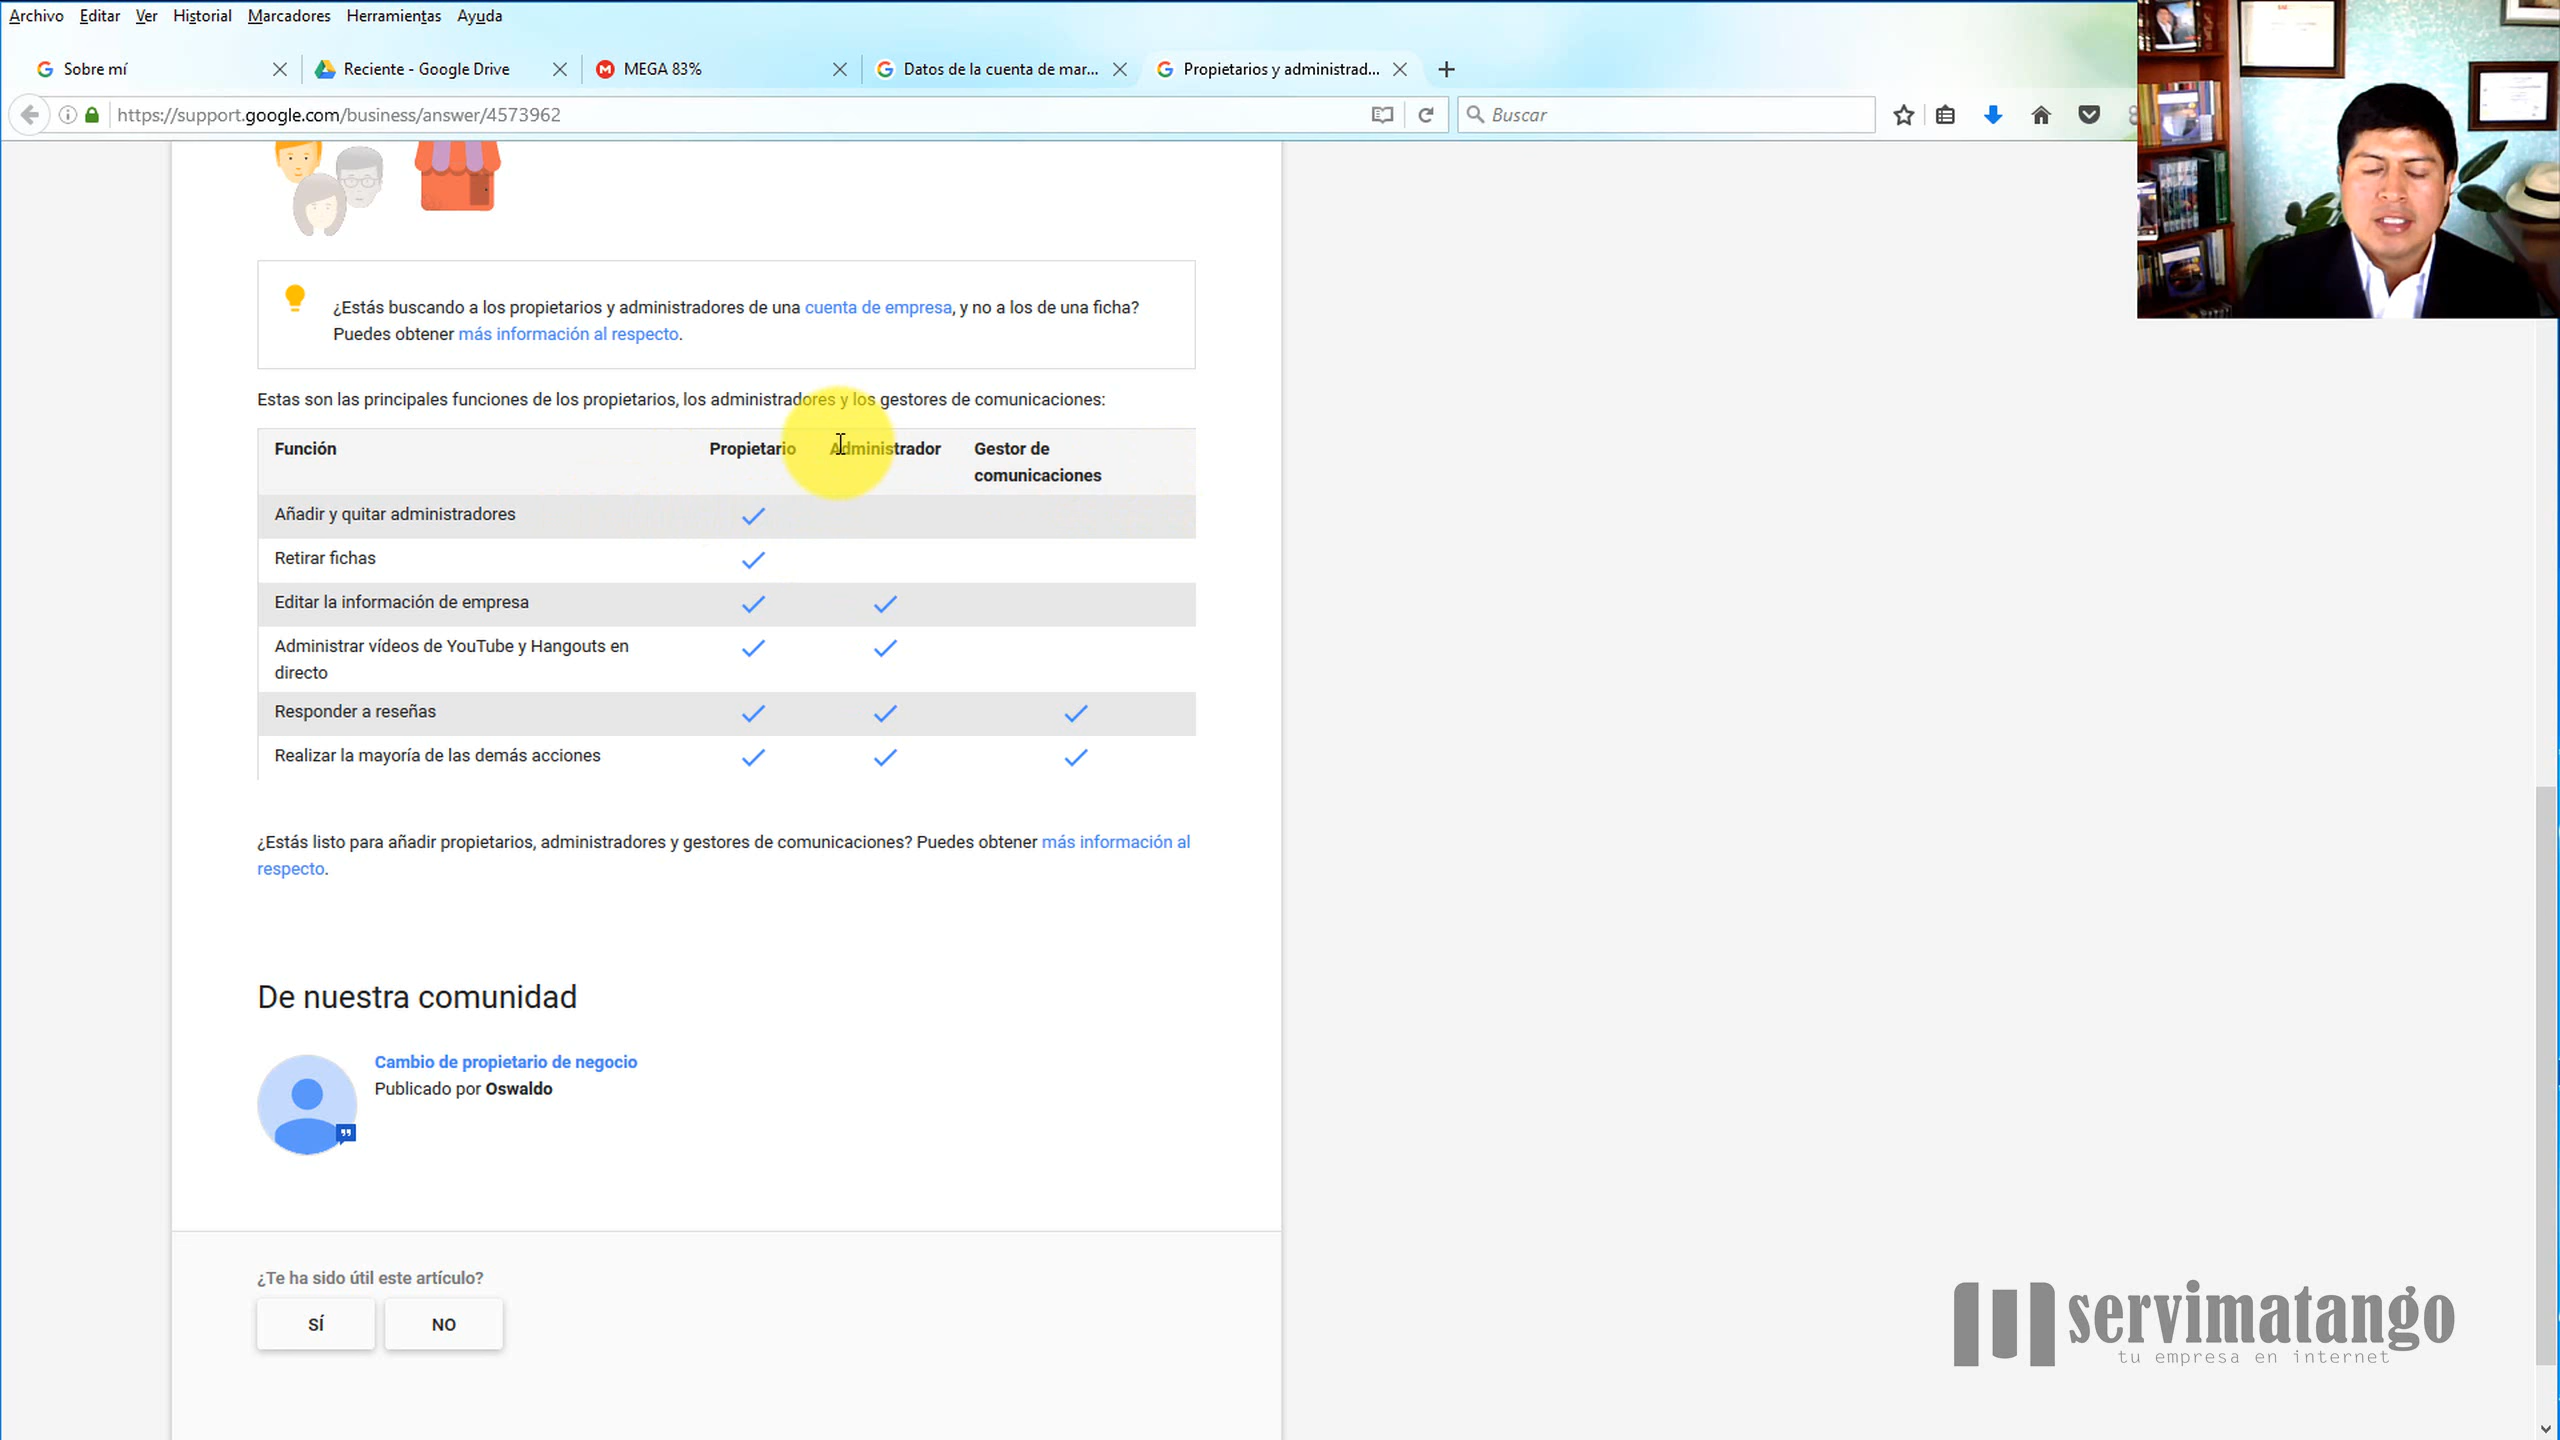 Archivo Editar Ver Historial Marcadores Herramientas Ayuda
Sobre mí
Reciente - Google Drive
MEGA 83%
Datos de la cuenta de mar...
Propietarios y administrad...
https://support.google.com/business/answer/4573962
Buscar
¿Estás buscando a los propietarios y administradores de una cuenta de empresa, y no a los de una ficha?
Puedes obtener más información al respecto.
Estas son las principales funciones de los propietarios, los administradores y los gestores de comunicaciones:
Función Propietario Administrador Gestor de
comunicaciones
Añadir y quitar administradores
Retirar fichas
Editar la información de empresa
Administrar vídeos de YouTube y Hangouts en
directo
Responder a reseñas
Realizar la mayoría de las demás acciones
¿Estás listo para añadir propietarios, administradores y gestores de comunicaciones? Puedes obtener más información al
respecto.
De nuestra comunidad
Cambio de propietario de negocio
Publicado por Oswaldo
¿Te ha sido útil este artículo?
SÍ NO
servimatango
tu empresa en internet